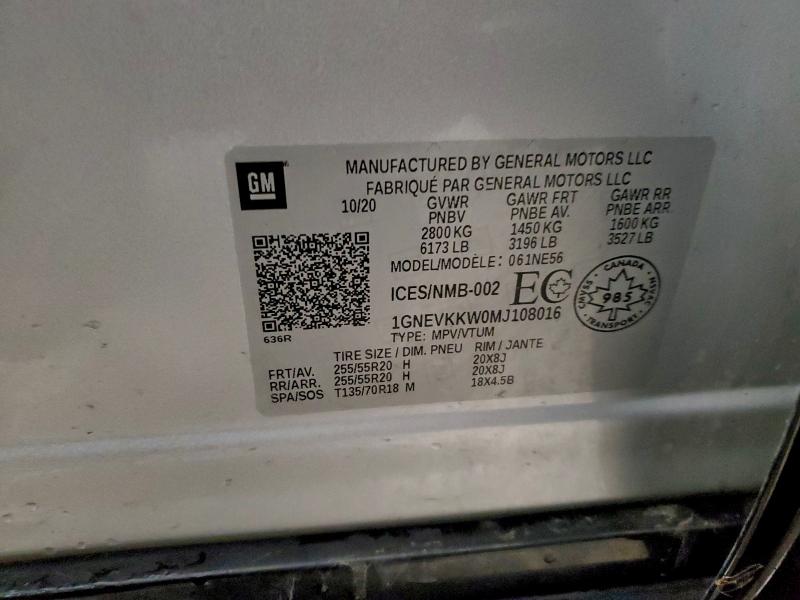 GM
MANUFACTURED BY GENERAL MOTORS LLC
FABRIQUÉ PAR GENERAL MOTORS LLC
10/20 GVWR GAWR FRT GAWR RR
PNBV PNBE AV. PNBE ARR.
2800 KG 1450 KG 1600 KG
6173 LB 3196 LB 3527 LB
MODEL/MODÈLE: 061NE56
ICES/NMB-002 EC
CANADA
CMVSS 985 NSVAC
TRANSPORT
1GNEVKKW0MJ108016
636R
TYPE: MPV/VTUM
TIRE SIZE / DIM. PNEU RIM / JANTE
FRT/AV. 255/55R20 H 20X8J
RR/ARR. 255/55R20 H 20X8J
SPA/SOS T135/70R18 M 18X4.5B